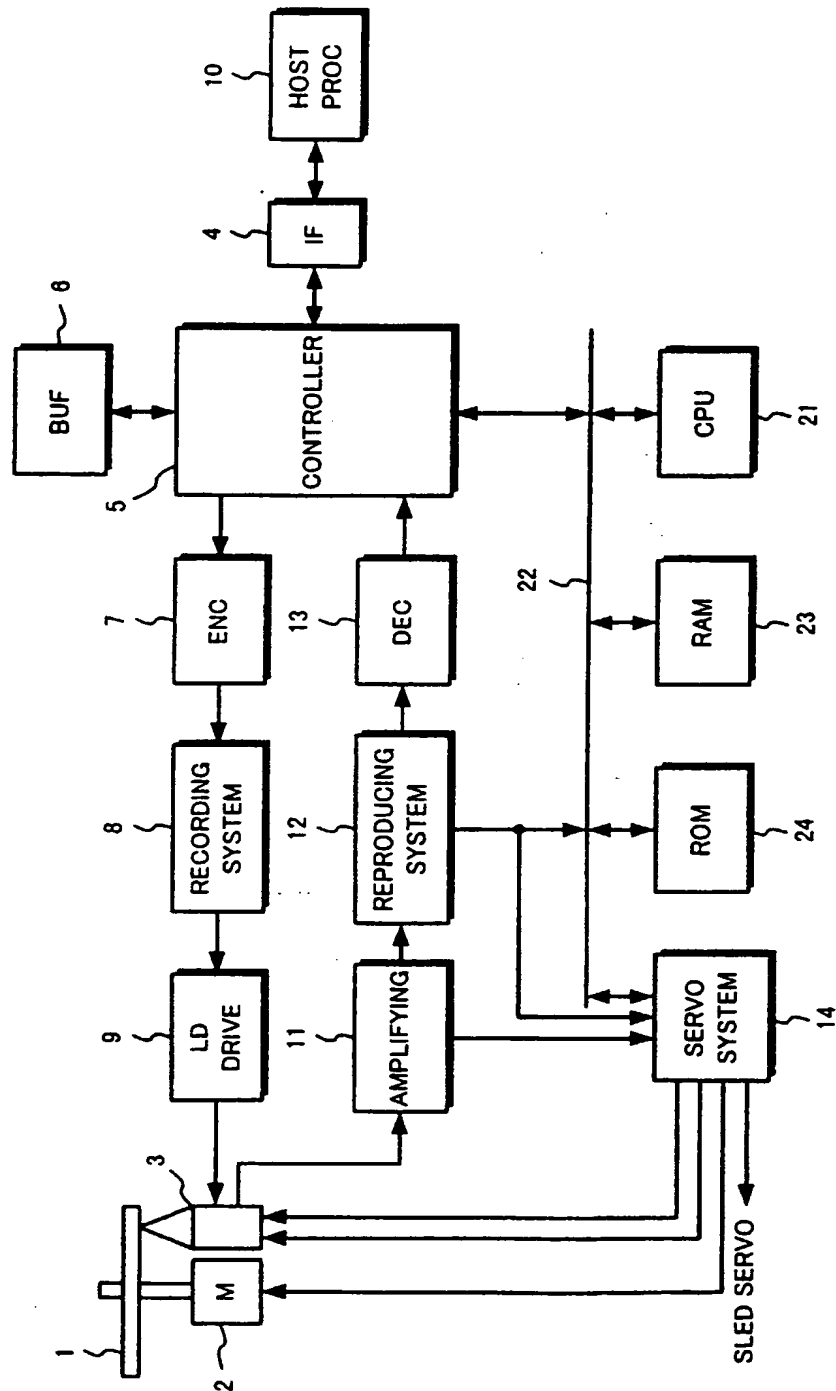 1
2
M
3
SLED SERVO
9
LD
DRIVE
8
RECORDING
SYSTEM
7
ENC
5
CONTROLLER
6
BUF
4
IF
10
HOST
PROC
11
AMPLIFYING
12
REPRODUCING
SYSTEM
13
DEC
22
14
SERVO
SYSTEM
24
ROM
23
RAM
21
CPU